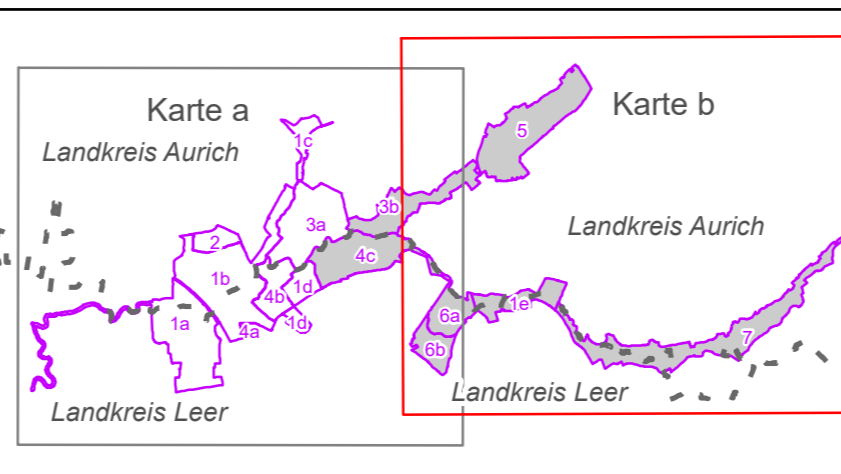 Karte a
Karte b
Landkreis Aurich
1c
5
3b
3a
Landkreis Aurich
2
4c
1b
1d
4b
1e
6a
1a
1d
4a
7
6b
Landkreis Leer
Landkreis Leer